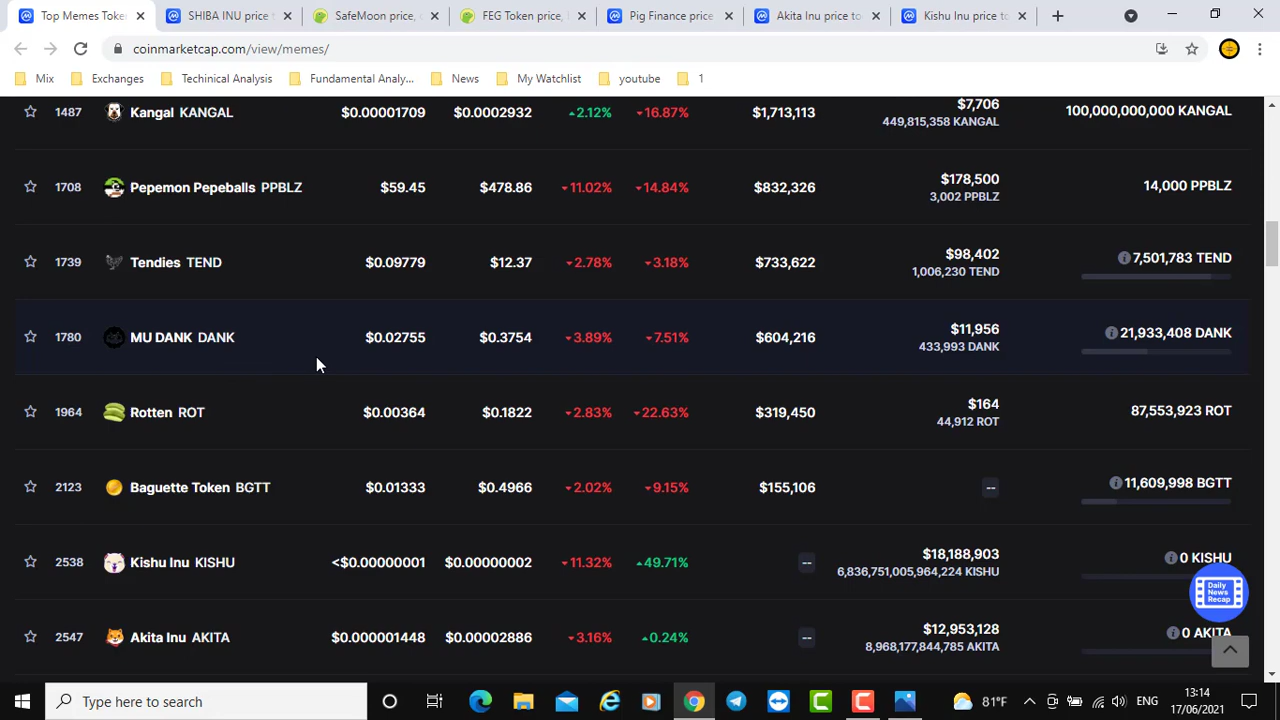 Top Memes Toke
SHIBA INU price
SafeMoon price, c
FEG Token price,
Pig Finance price
Akita Inu price to
Kishu Inu price to
coinmarketcap.com/view/memes/
Mix
Exchanges
Techinical Analysis
Fundamental Analy...
News
My Watchlist
youtube
1
1487 Kangal KANGAL $0.00001709 $0.00002932 2.12% 16.87% $1,713,113 $7,706 100,000,000,000 KANGAL
449,815,358 KANGAL
1708 Pepemon Pepeballs PPBLZ $59.45 $478.86 11.02% 14.84% $832,326 $178,500 14,000 PPBLZ
3,002 PPBLZ
1739 Tendies TEND $0.09779 $12.37 2.78% 3.18% $733,622 $98,402 7,501,783 TEND
1,006,230 TEND
1780 MU DANK DANK $0.02755 $0.3754 3.89% 7.51% $604,216 $11,956 21,933,408 DANK
433,993 DANK
1964 Rotten ROT $0.00364 $0.1822 2.83% 22.63% $319,450 $164 87,553,923 ROT
44,912 ROT
2123 Baguette Token BGTT $0.01333 $0.4966 2.02% 9.15% $155,106 -- 11,609,998 BGTT
2538 Kishu Inu KISHU <$0.00000001 $0.00000002 11.32% 49.71% -- $18,188,903 0 KISHU
6,836,751,005,964,224 KISHU
Daily
News
Recap
2547 Akita Inu AKITA $0.000001448 $0.00002886 3.16% 0.24% -- $12,953,128 0 AKITA
8,968,177,844,785 AKITA
Type here to search
81°F
ENG
13:14
17/06/2021